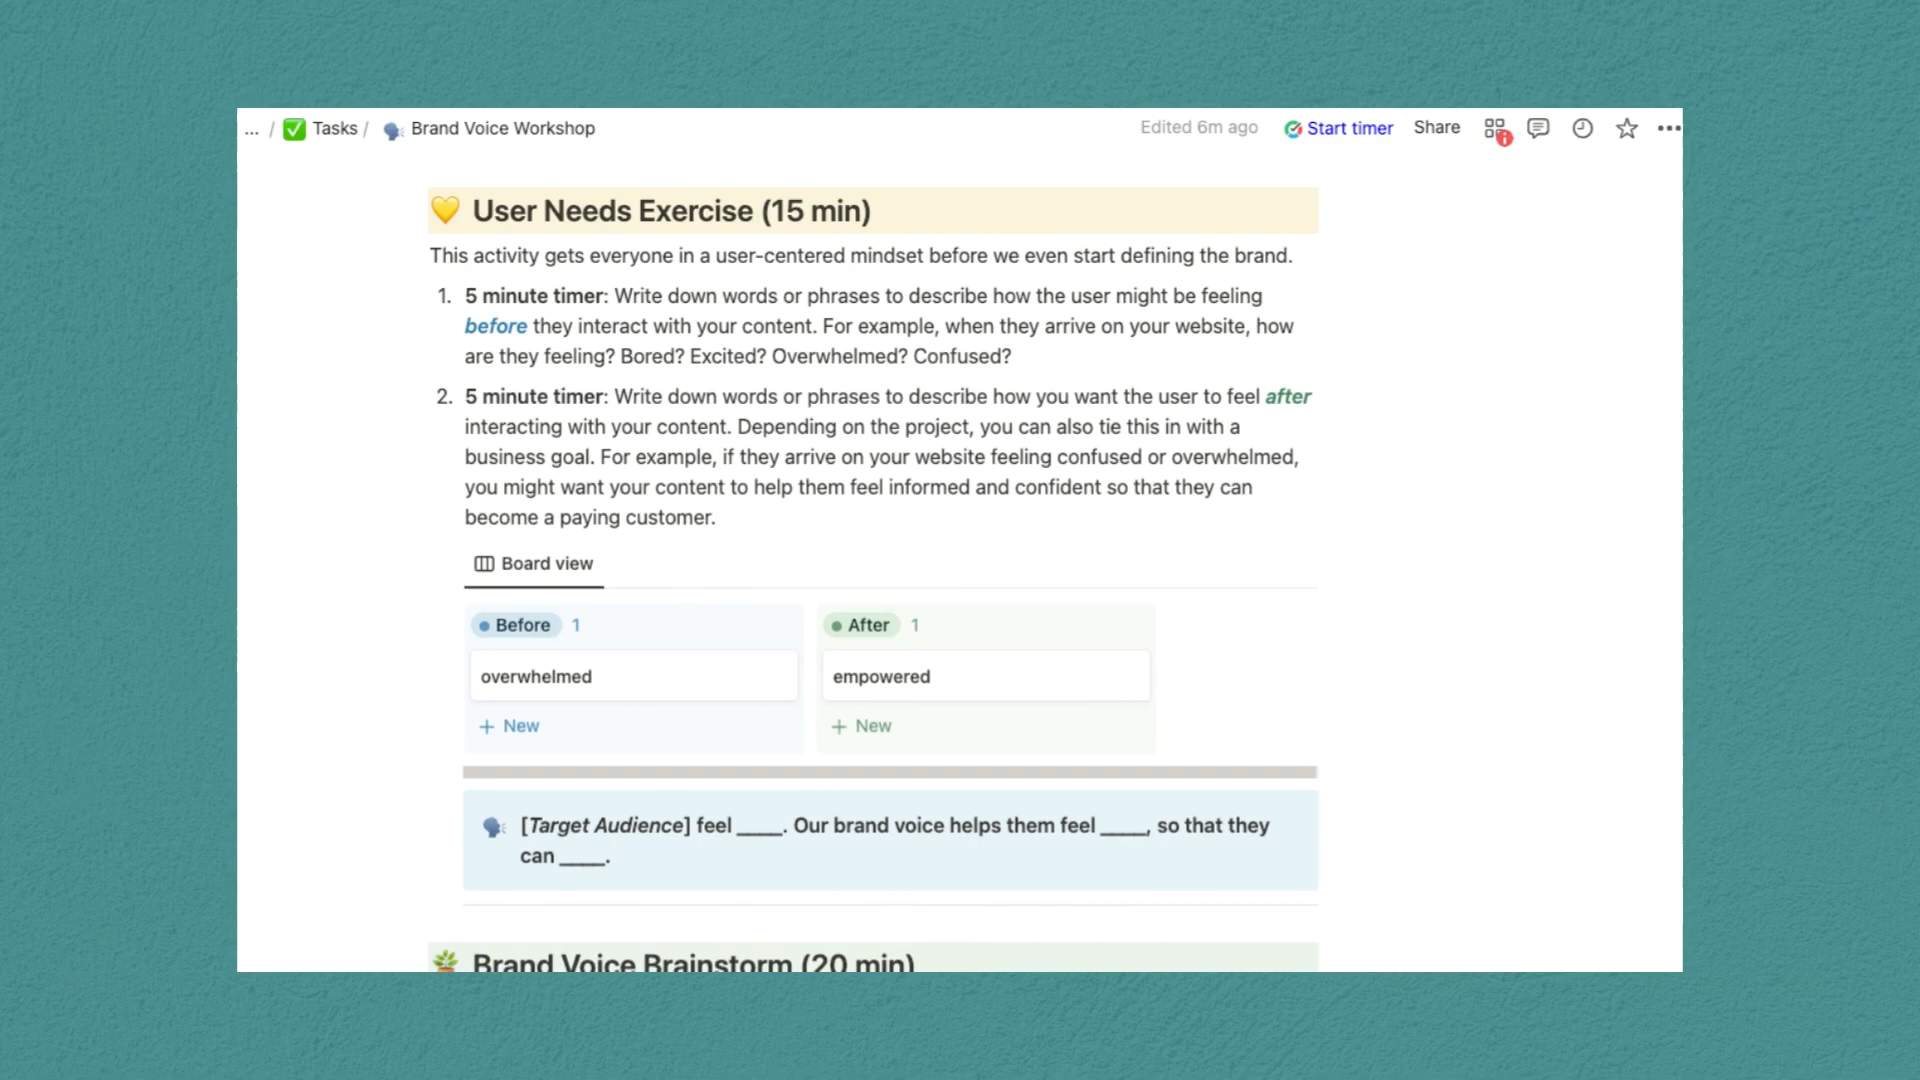 ... / Tasks / Brand Voice Workshop
Edited 6m ago Start timer Share
User Needs Exercise (15 min)
This activity gets everyone in a user-centered mindset before we even start defining the brand.
1. 5 minute timer: Write down words or phrases to describe how the user might be feeling
before they interact with your content. For example, when they arrive on your website, how
are they feeling? Bored? Excited? Overwhelmed? Confused?
2. 5 minute timer: Write down words or phrases to describe how you want the user to feel after
interacting with your content. Depending on the project, you can also tie this in with a
business goal. For example, if they arrive on your website feeling confused or overwhelmed,
you might want your content to help them feel informed and confident so that they can
become a paying customer.
Board view
Before 1
After 1
overwhelmed
empowered
+ New
+ New
[Target Audience] feel ____. Our brand voice helps them feel ____, so that they
can ____.
Brand Voice Brainstorm (20 min)